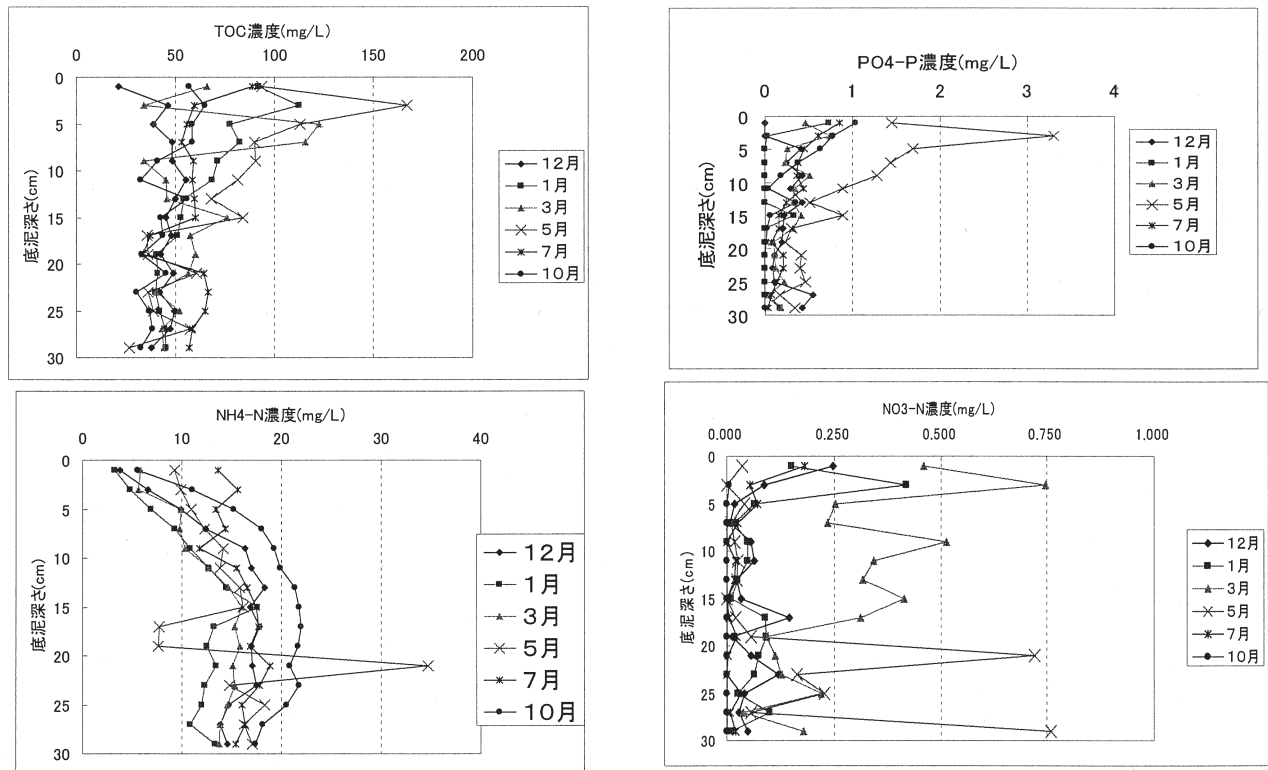 TOC濃度(mg/L)
0 50 100 150 200
0
5
10
15
20
25
30
底泥深さ(cm)
12月
1月
3月
5月
7月
10月
PO4-P濃度(mg/L)
0 1 2 3 4
0
5
10
15
20
25
30
底泥深さ(cm)
12月
1月
3月
5月
7月
10月
NH4-N濃度(mg/L)
0 10 20 30 40
0
5
10
15
20
25
30
底泥深さ(cm)
12月
1月
3月
5月
7月
10月
NO3-N濃度(mg/L)
0.000 0.250 0.500 0.750 1.000
0
5
10
15
20
25
30
底泥深さ(cm)
12月
1月
3月
5月
7月
10月